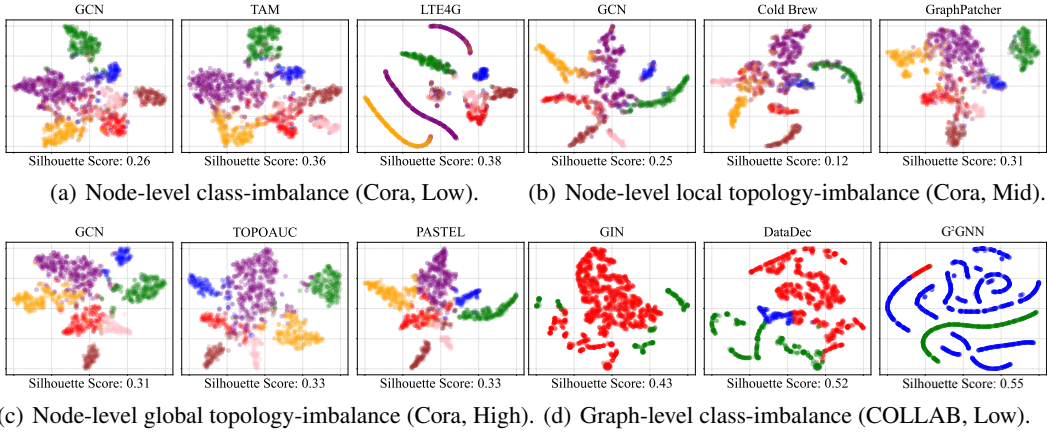 GCN TAM LTE4G GCN Cold Brew GraphPatcher
Silhouette Score: 0.26 Silhouette Score: 0.36 Silhouette Score: 0.38 Silhouette Score: 0.25 Silhouette Score: 0.12 Silhouette Score: 0.31
(a) Node-level class-imbalance (Cora, Low). (b) Node-level local topology-imbalance (Cora, Mid).
GCN TOPOAUC PASTEL GIN DataDec G²GNN
Silhouette Score: 0.31 Silhouette Score: 0.33 Silhouette Score: 0.33 Silhouette Score: 0.43 Silhouette Score: 0.52 Silhouette Score: 0.55
(c) Node-level global topology-imbalance (Cora, High). (d) Graph-level class-imbalance (COLLAB, Low).